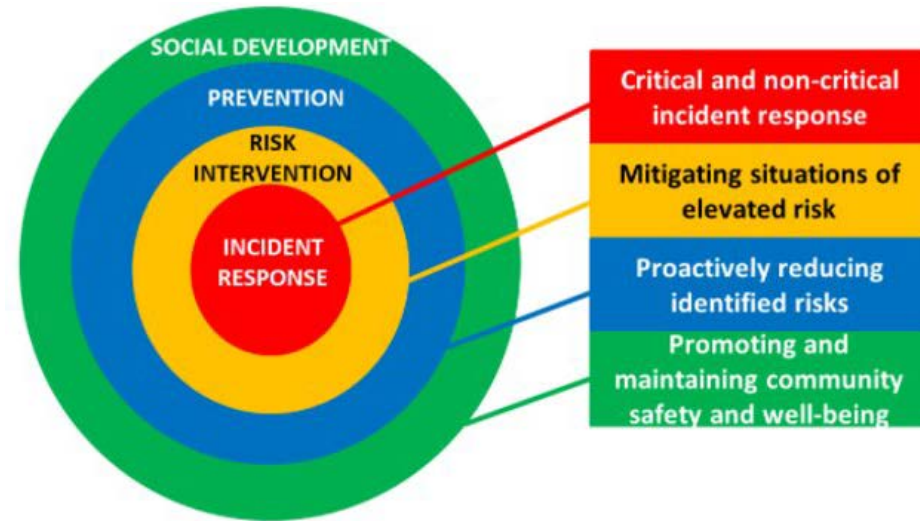 SOCIAL DEVELOPMENT
PREVENTION
RISK
INTERVENTION
INCIDENT
RESPONSE
Critical and non-critical
incident response
Mitigating situations of
elevated risk
Proactively reducing
identified risks
Promoting and
maintaining community
safety and well-being